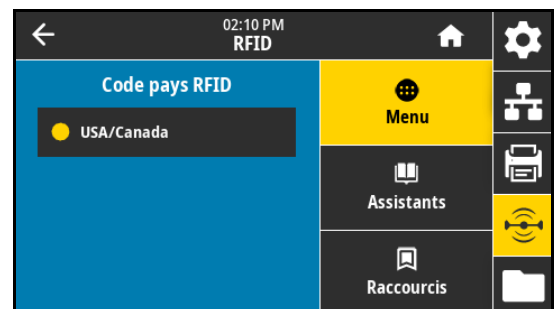 02:10 PM
RFID
Code pays RFID
USA/Canada
Menu
Assistants
Raccourcis